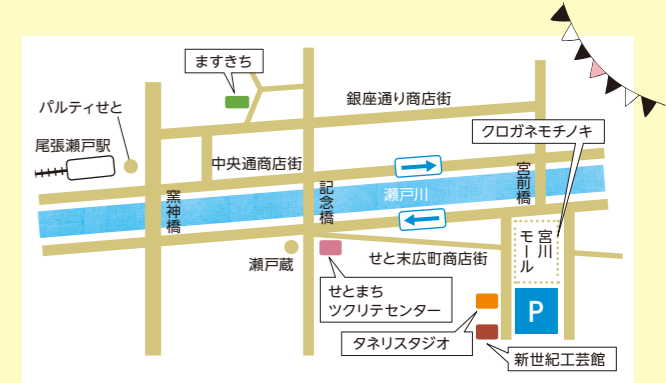 ますきち
銀座通り商店街
パルティせと
クロガネモチノキ
尾張瀬戸駅
中央通商店街
宮前橋
記念橋
瀬戸川
窯神橋
宮川
モール
瀬戸蔵
せと末広町商店街
せとまち
ツクリテセンター
P
タネリスタジオ
新世紀工芸館